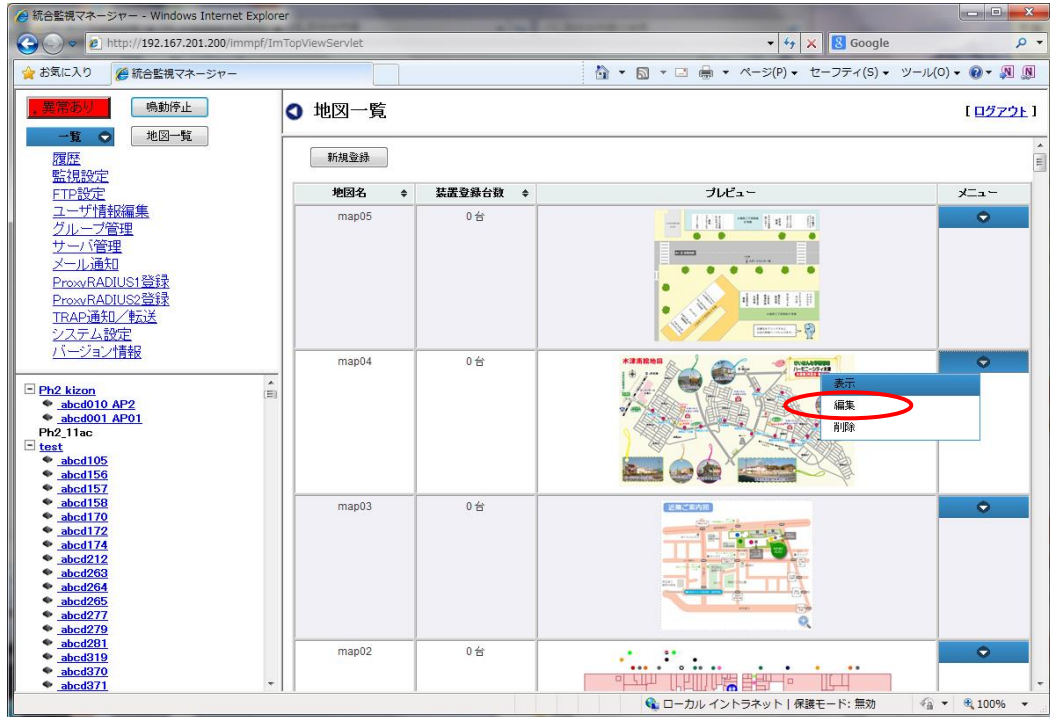 統合監視マネージャー - Windows Internet Explorer
http://192.167.201.200/immpf/ImTopViewServlet
Google
お気に入り
統合監視マネージャー
ページ(P)
セーフティ(S)
ツール(O)
異常あり
鳴動停止
一覧
地図一覧
履歴
監視設定
FTP設定
ユーザ情報編集
グループ管理
サーバ管理
メール通知
ProxyRADIUS1登録
ProxyRADIUS2登録
TRAP通知／転送
システム設定
バージョン情報
Ph2 kizon
abcd010 AP2
abcd001 AP01
Ph2_11ac
test
abcd105
abcd156
abcd157
abcd158
abcd170
abcd172
abcd174
abcd212
abcd263
abcd264
abcd265
abcd277
abcd279
abcd281
abcd319
abcd370
abcd371
地図一覧
[ ログアウト ]
新規登録
地図名 装置登録台数 プレビュー メニュー
map05 0 台
map04 0 台
木津南路地図
表示
編集
削除
map03 0 台
近隣ご案内図
map02 0 台
ローカル イントラネット | 保護モード: 無効
100%